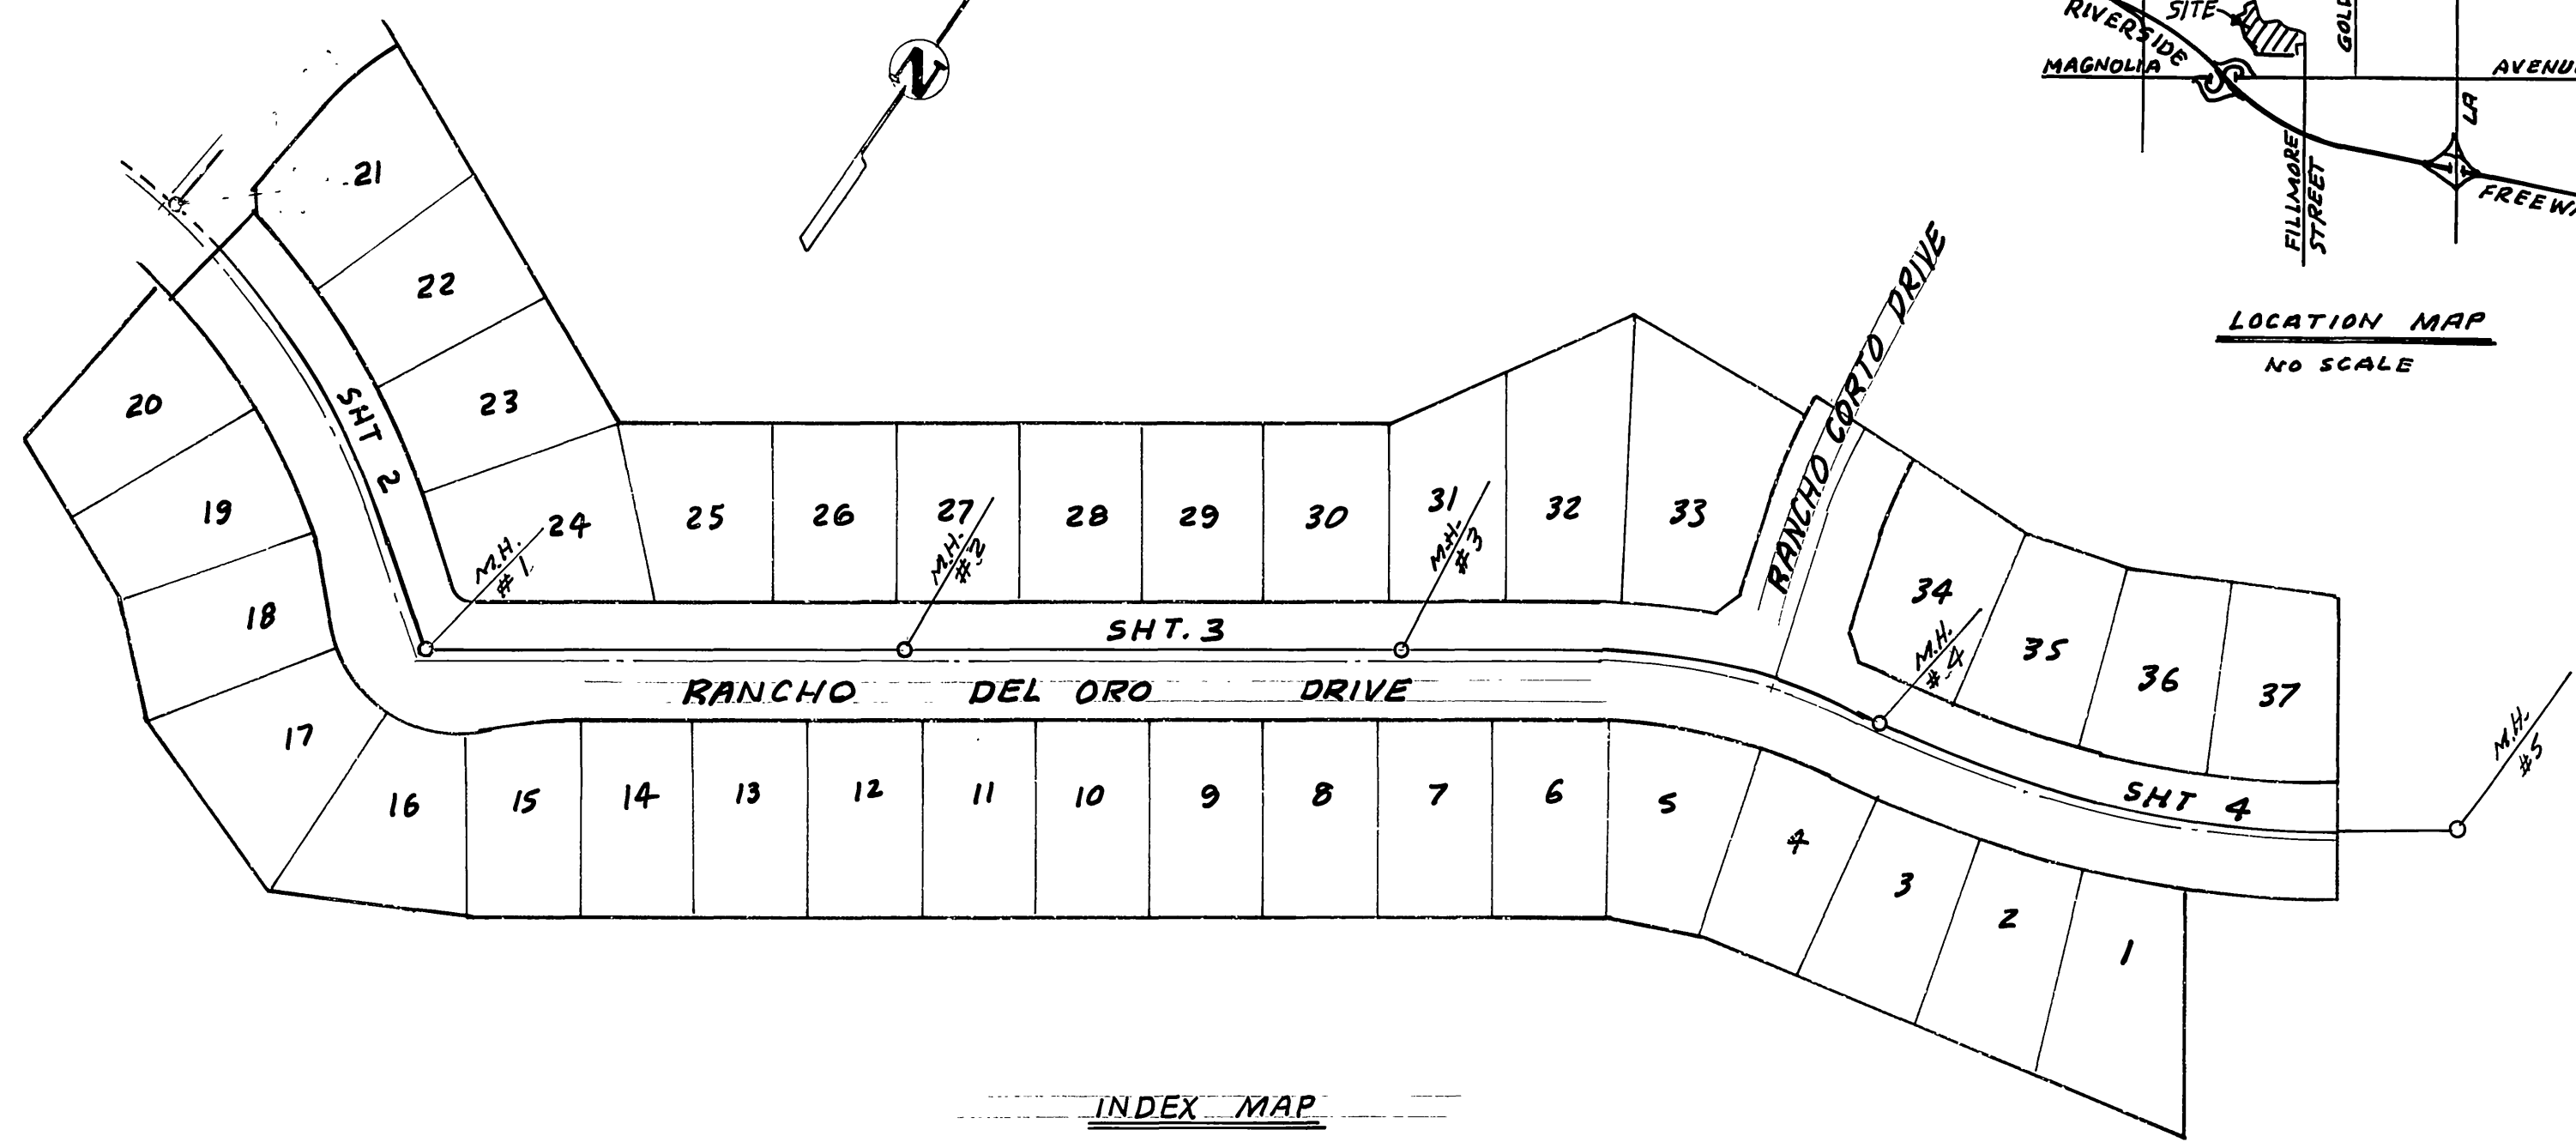 N
SITE
RIVERSIDE
GOLD
MAGNOLIA
AVENU
LA
FILLMORE
STREET
FREEWA
LOCATION MAP
NO SCALE
RANCHO CORTO DRIVE
21
22
20
SHT 2
23
19
24
25
26
27
28
29
30
31
32
33
M.H.
#1
M.H.
#2
M.H.
#3
34
18
SHT. 3
M.H.
#4
35
36
37
RANCHO DEL ORO DRIVE
17
M.H.
#5
16
15
14
13
12
11
10
9
8
7
6
5
SHT 4
4
3
2
1
INDEX MAP